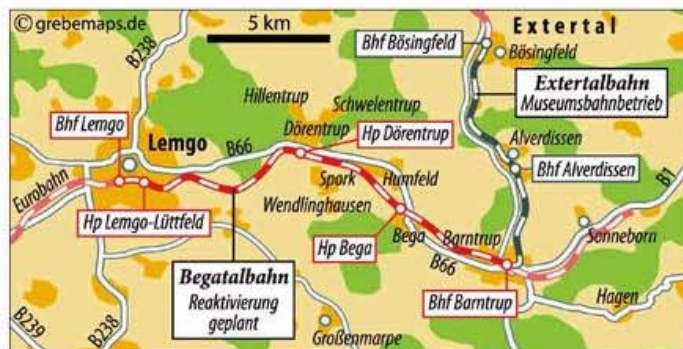 © grebemaps.de
5 km
B238
Extertal
Bhf Bösingfeld
Bösingfeld
Hillentrup
Schwelentrup
Extertalbahn
Museumsbahnbetrieb
Bhf Lemgo
Lemgo
B66
Dörentrup
Hp Dörentrup
Alverdissen
Bhf Alverdissen
B1
Eurobahn
Spork
Humfeld
Wendlinghausen
Hp Lemgo-Lüttfeld
Hp Bega
Bega
Barntrup
Sonneborn
B66
Begatalbahn
Reaktivierung
geplant
Bhf Barntrup
Hagen
B239
B238
Großenmarpe